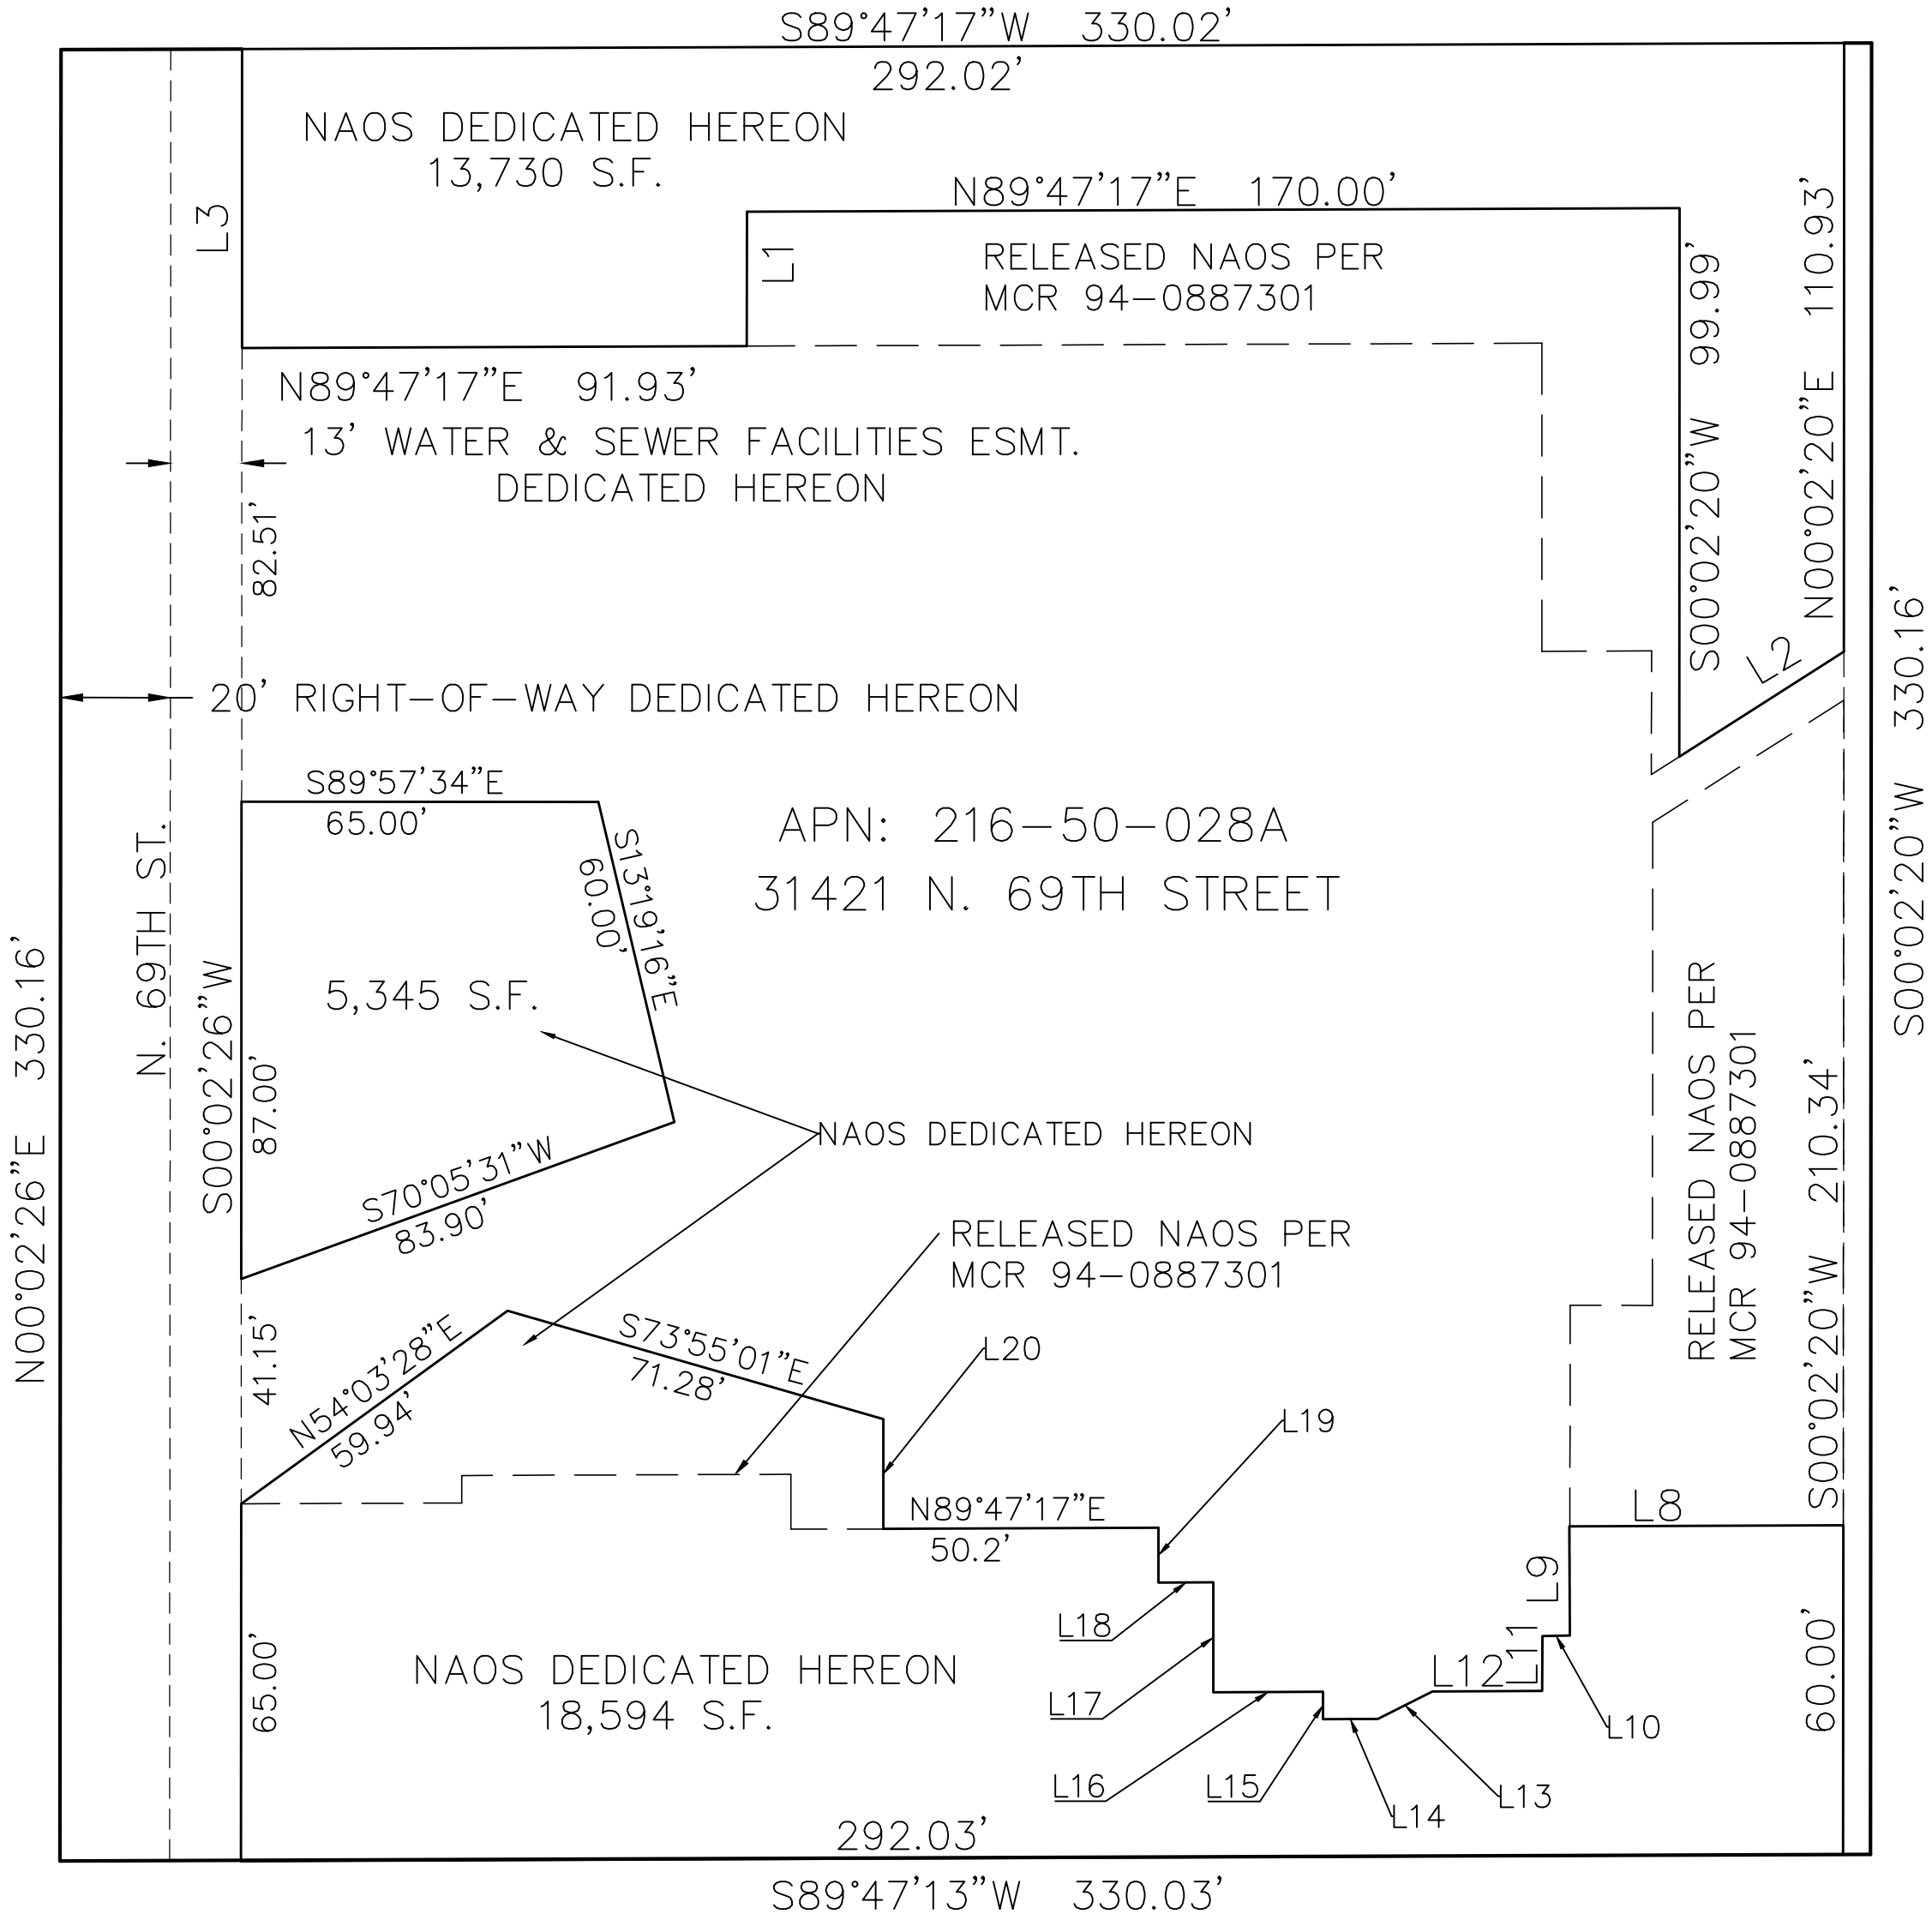 S89°47'17"W 330.02'
292.02'
NAOS DEDICATED HEREON
13,730 S.F.
N89°47'17"E 170.00'
L3
L1
RELEASED NAOS PER
MCR 94-0887301
S00°02'20"W 99.99'
N00°02'20"E 110.93'
N89°47'17"E 91.93'
13' WATER & SEWER FACILITIES ESMT.
DEDICATED HEREON
82.51'
L2
20' RIGHT-OF-WAY DEDICATED HEREON
S00°02'20"W 330.16'
S89°57'34"E
65.00'
S13°19'16"E
60.00'
APN: 216-50-028A
31421 N. 69TH STREET
N. 69TH ST.
N00°02'26"E 330.16'
S00°02'26"W
5,345 S.F.
87.00'
NAOS DEDICATED HEREON
S70°05'31"W
83.90'
RELEASED NAOS PER
MCR 94-0887301
RELEASED NAOS PER
MCR 94-0887301
S00°02'20"W 210.34'
41.15'
N54°03'28"E
59.94'
S73°55'01"E
71.28'
L20
L19
N89°47'17"E
50.2'
L8
L9
L18
L17
L11
L12
L10
65.00'
60.00'
NAOS DEDICATED HEREON
18,594 S.F.
L16
L15
L14
L13
292.03'
S89°47'13"W 330.03'